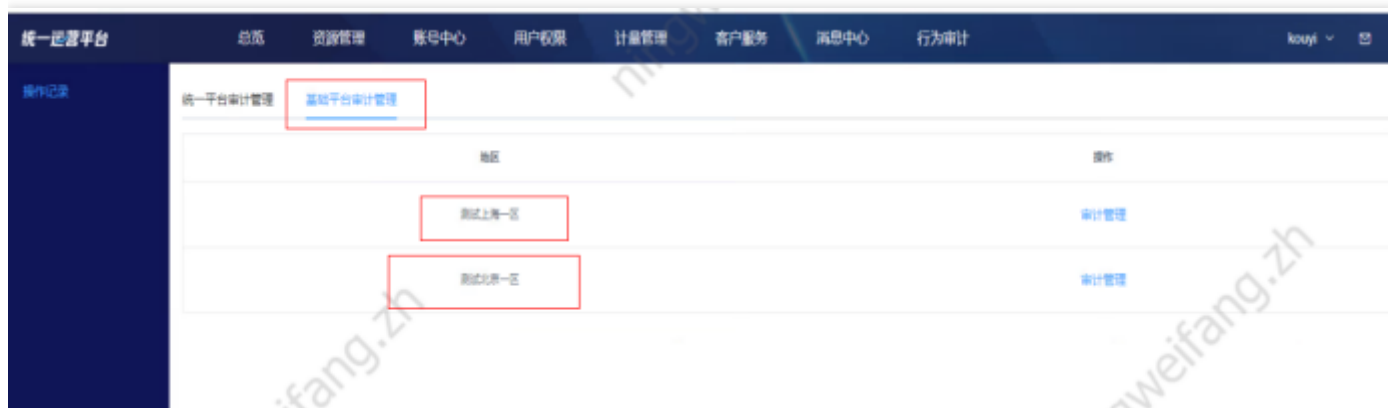 统一运营平台 总览 资源管理 账号中心 用户权限 计量管理 客户服务 消息中心 行为审计 kouyi
操作记录
统一平台审计管理 基础平台审计管理
地区 操作
测试上海一区 审计管理
测试北京一区 审计管理